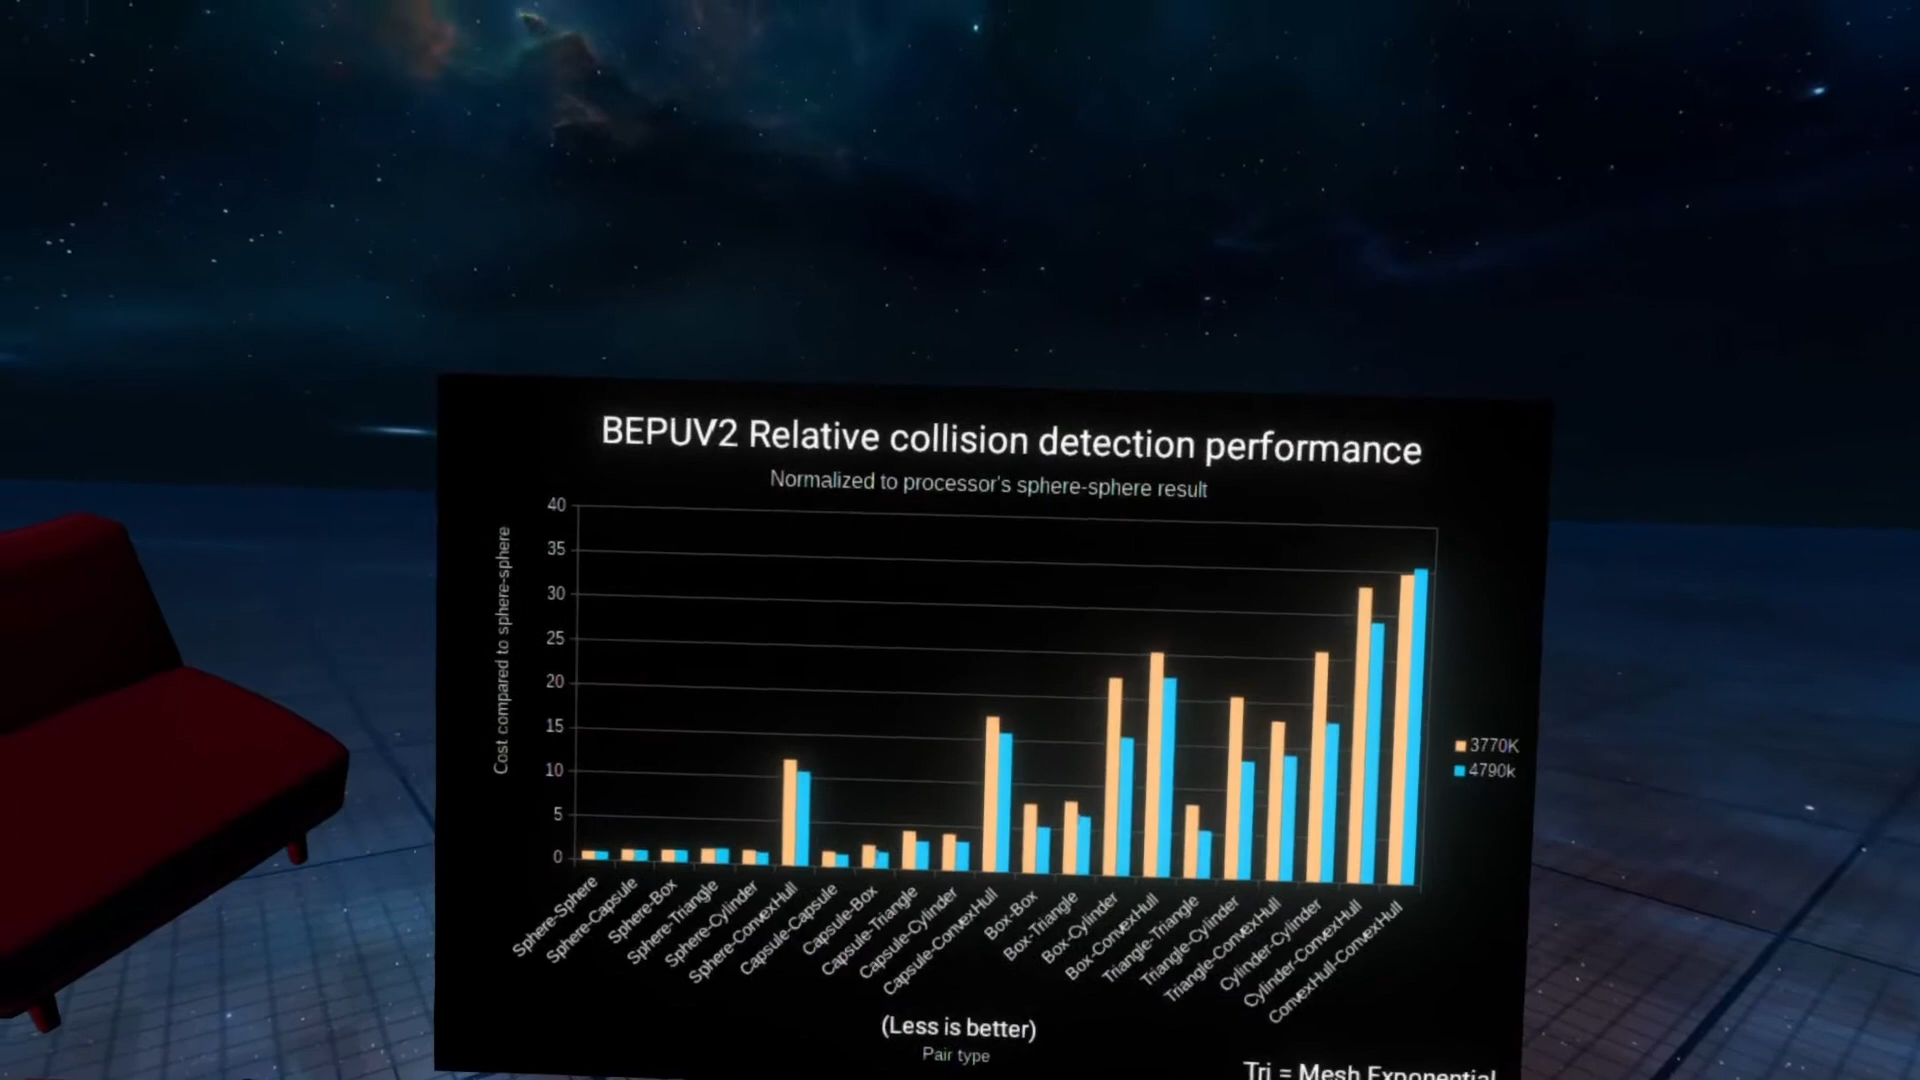 BEPUV2 Relative collision detection performance
Normalized to processor's sphere-sphere result
Cost compared to sphere-sphere
40
35
30
25
20
15
10
5
0
3770K
4790k
Sphere-Sphere
Sphere-Capsule
Sphere-Box
Sphere-Triangle
Sphere-Cylinder
Sphere-ConvexHull
Capsule-Capsule
Capsule-Box
Capsule-Triangle
Capsule-Cylinder
Capsule-ConvexHull
Box-Box
Box-Triangle
Box-Cylinder
Box-ConvexHull
Triangle-Triangle
Triangle-Cylinder
Triangle-ConvexHull
Cylinder-Cylinder
Cylinder-ConvexHull
ConvexHull-ConvexHull
(Less is better)
Pair type
Tri = Mesh Exponential